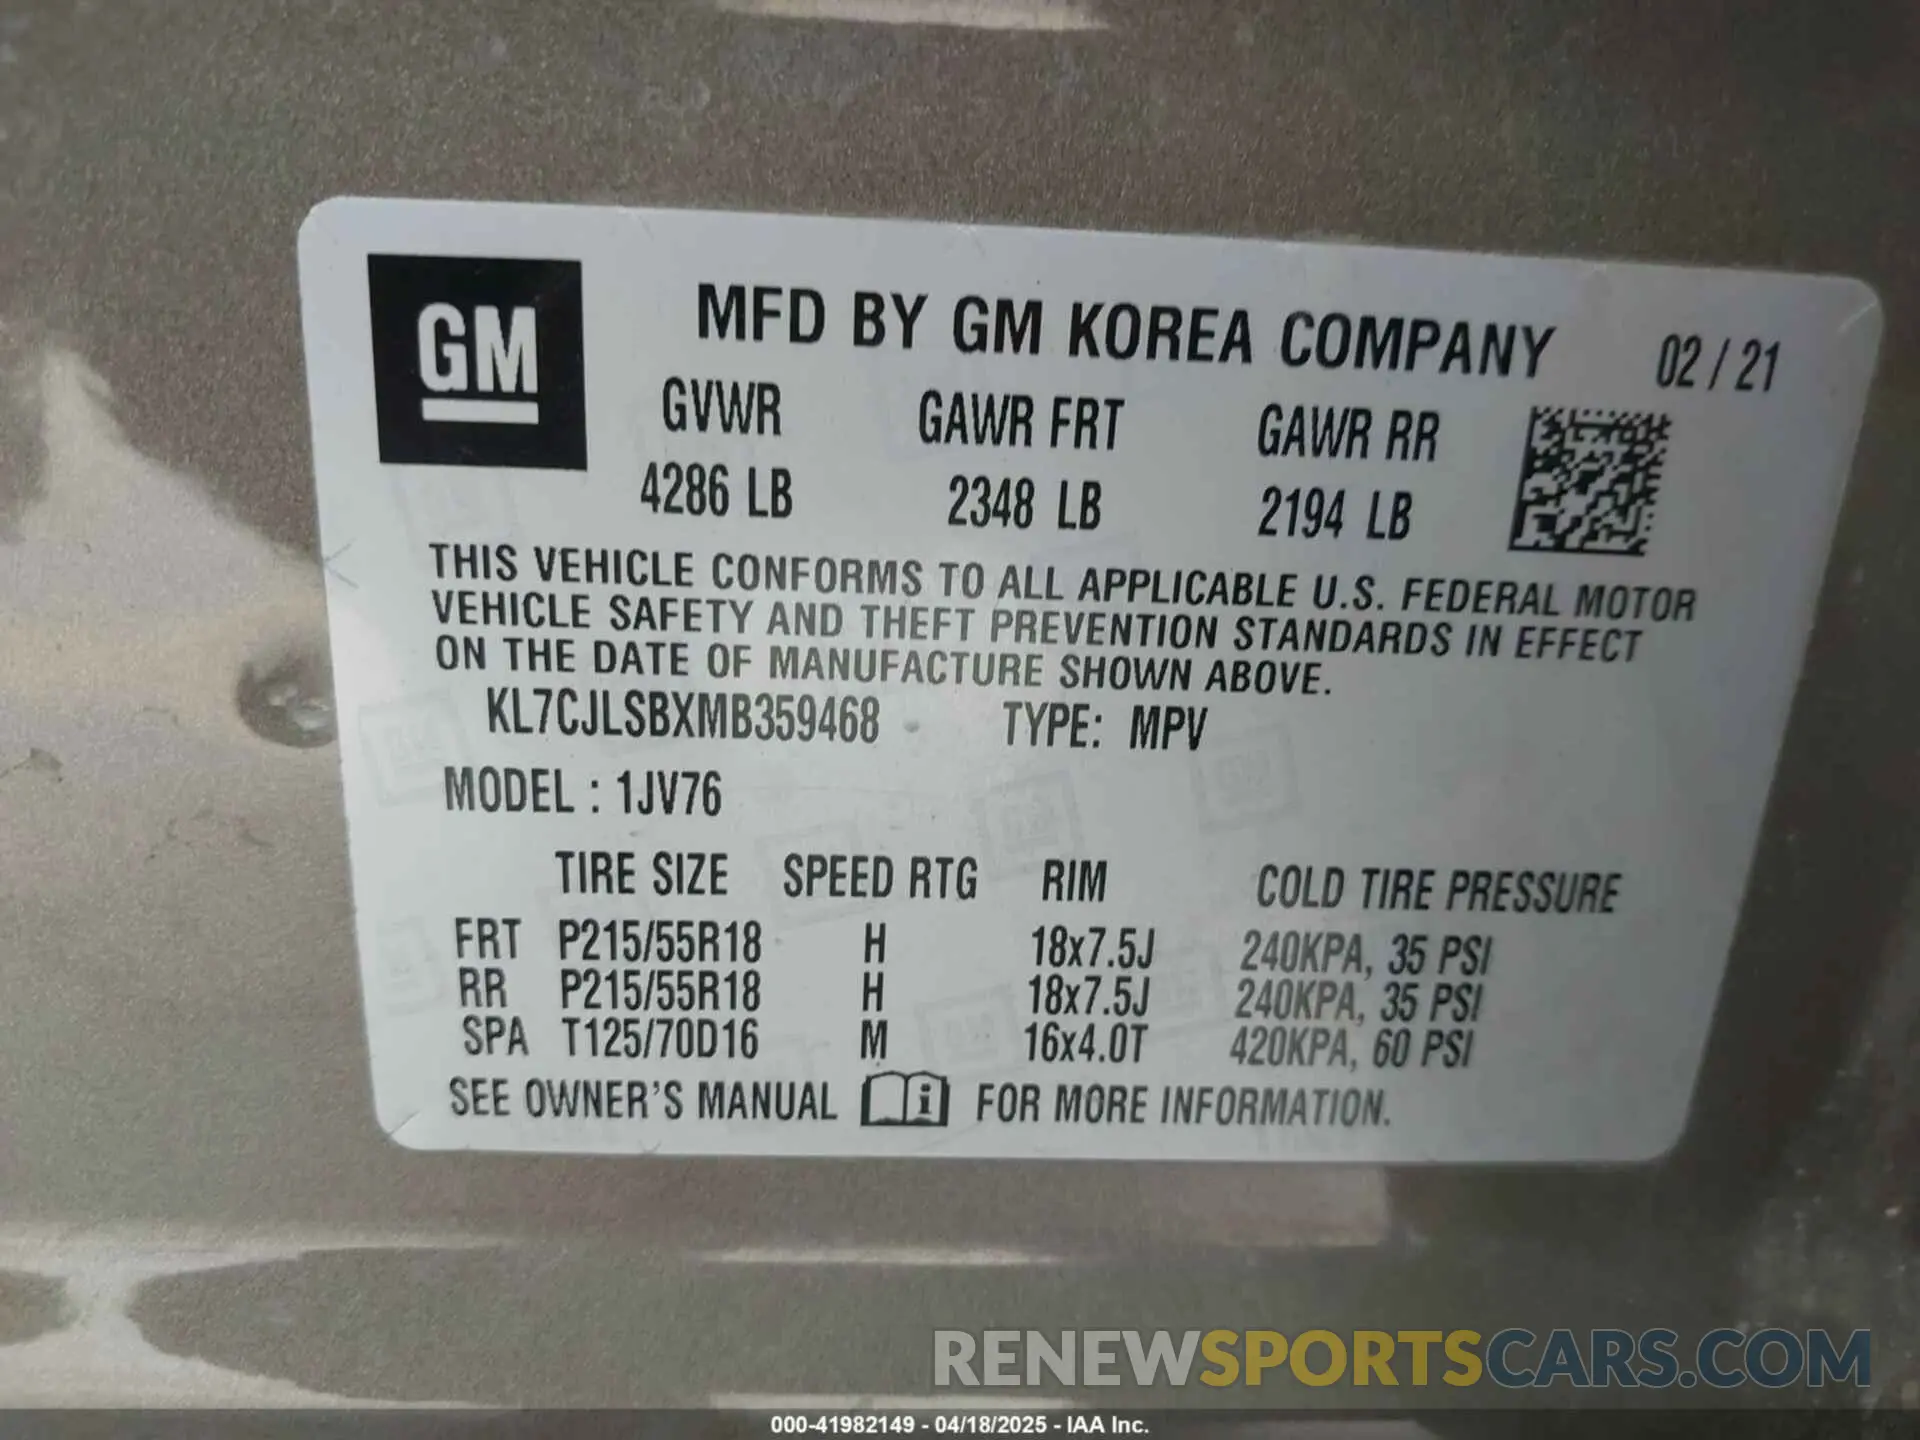 GM
MFD BY GM KOREA COMPANY 02 / 21
GVWR GAWR FRT GAWR RR
4286 LB 2348 LB 2194 LB
THIS VEHICLE CONFORMS TO ALL APPLICABLE U.S. FEDERAL MOTOR
VEHICLE SAFETY AND THEFT PREVENTION STANDARDS IN EFFECT
ON THE DATE OF MANUFACTURE SHOWN ABOVE.
KL7CJLSBXMB359468 TYPE: MPV
MODEL : 1JV76
TIRE SIZE SPEED RTG RIM COLD TIRE PRESSURE
FRT P215/55R18 H 18x7.5J 240KPA, 35 PSI
RR P215/55R18 H 18x7.5J 240KPA, 35 PSI
SPA T125/70D16 M 16x4.0T 420KPA, 60 PSI
SEE OWNER'S MANUAL i FOR MORE INFORMATION.
RENEWSPORTSCARS.COM
000-41982149 - 04/18/2025 - IAA Inc.